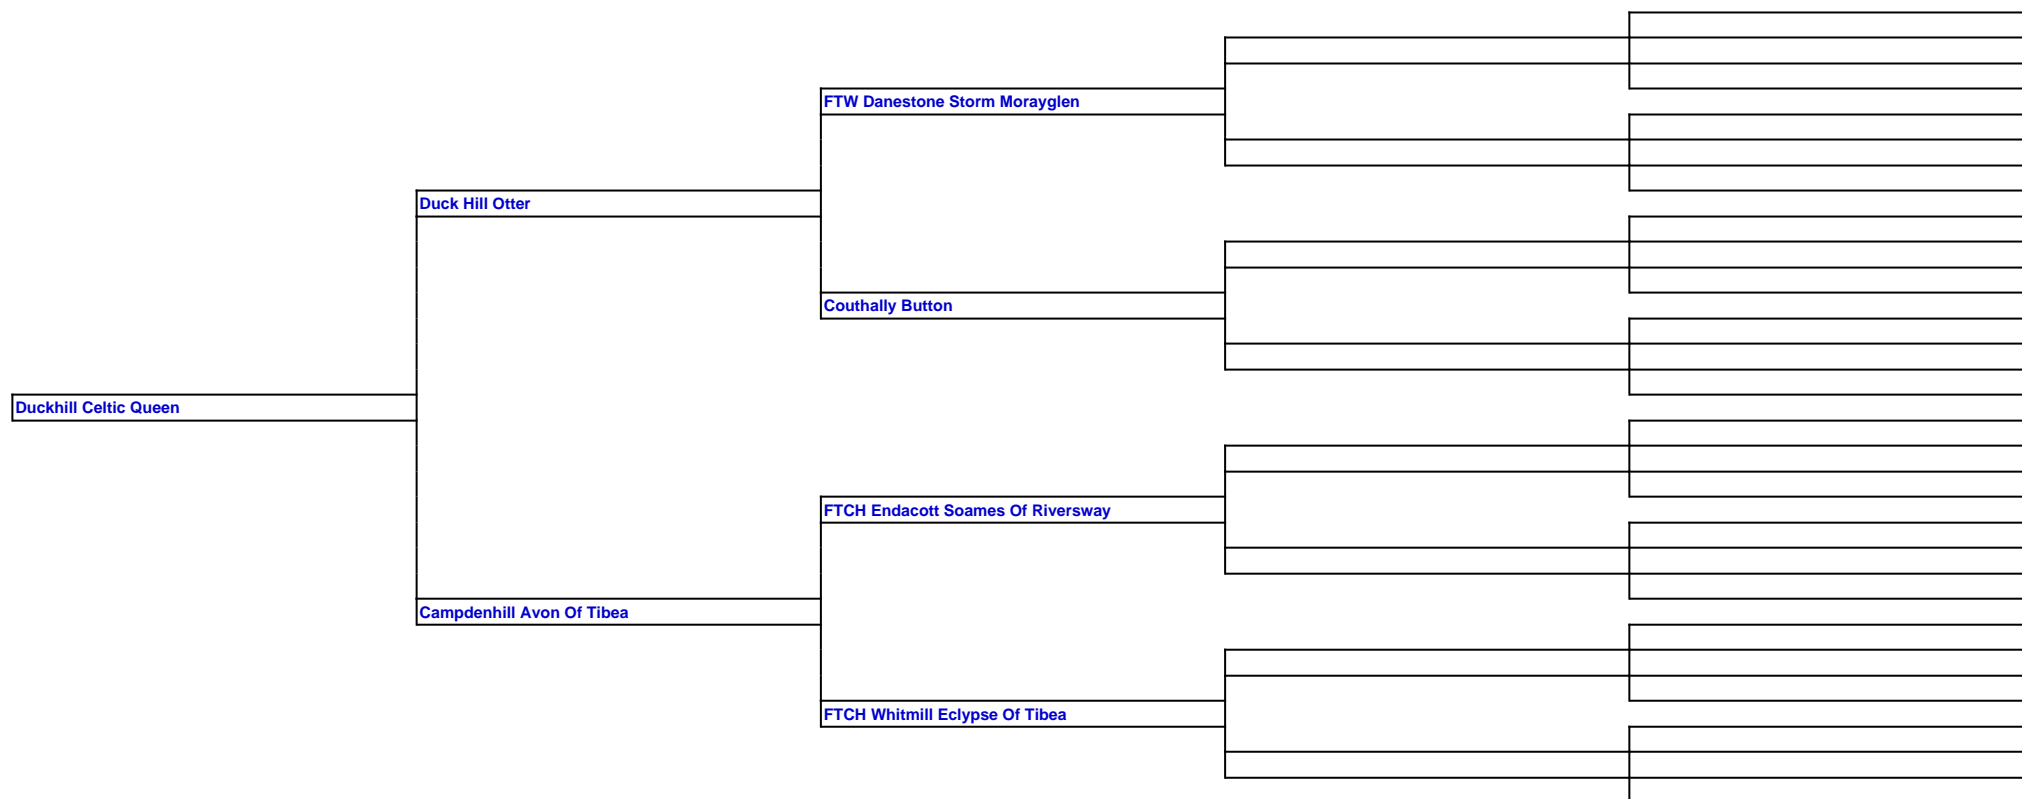 FTW Danestone Storm Morayglen
Duck Hill Otter
Couthally Button
Duckhill Celtic Queen
FTCH Endacott Soames Of Riversway
Campdenhill Avon Of Tibea
FTCH Whitmill Eclypse Of Tibea